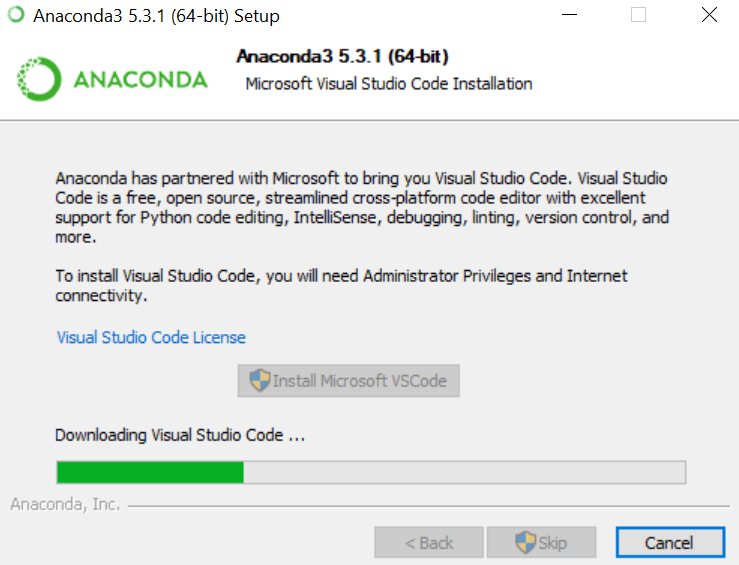 Anaconda3 5.3.1 (64-bit) Setup
ANACONDA
Anaconda3 5.3.1 (64-bit)
Microsoft Visual Studio Code Installation
Anaconda has partnered with Microsoft to bring you Visual Studio Code. Visual Studio
Code is a free, open source, streamlined cross-platform code editor with excellent
support for Python code editing, IntelliSense, debugging, linting, version control, and
more.
To install Visual Studio Code, you will need Administrator Privileges and Internet
connectivity.
Visual Studio Code License
Install Microsoft VSCode
Downloading Visual Studio Code ...
Anaconda, Inc.
< Back Skip Cancel